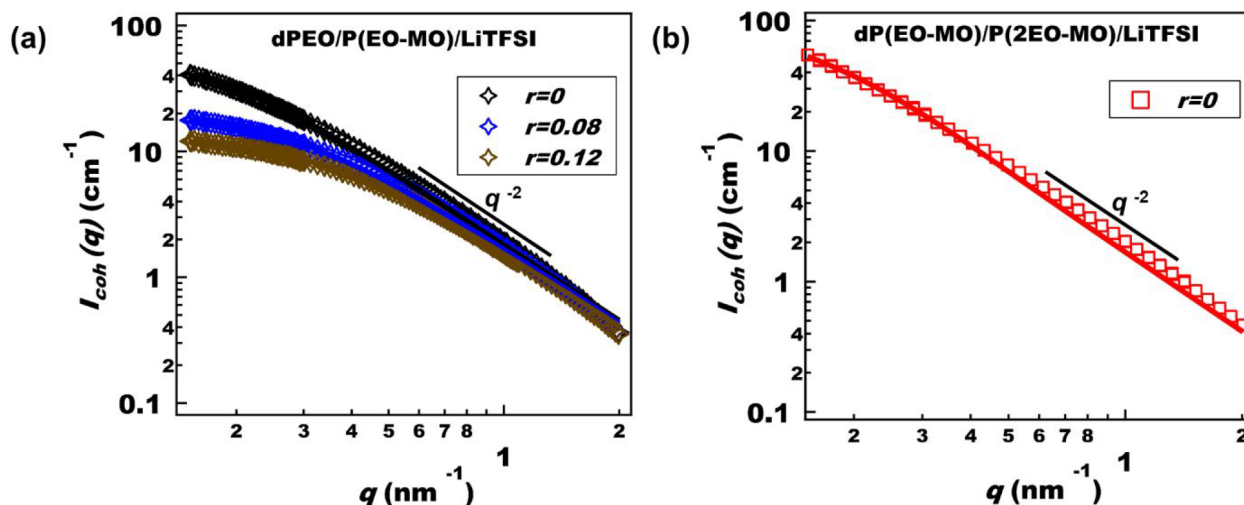 (a)
dPEO/P(EO-MO)/LiTFSI
r=0
r=0.08
r=0.12
q -2
I_coh(q) (cm-1)
100
4
2
10
4
2
1
4
2
0.1
2 3 4 5 6 7 8 1 2
q (nm -1)
(b)
dP(EO-MO)/P(2EO-MO)/LiTFSI
r=0
q -2
I_coh(q) (cm-1)
100
4
2
10
4
2
1
4
2
0.1
2 3 4 5 6 7 8 1 2
q (nm -1)